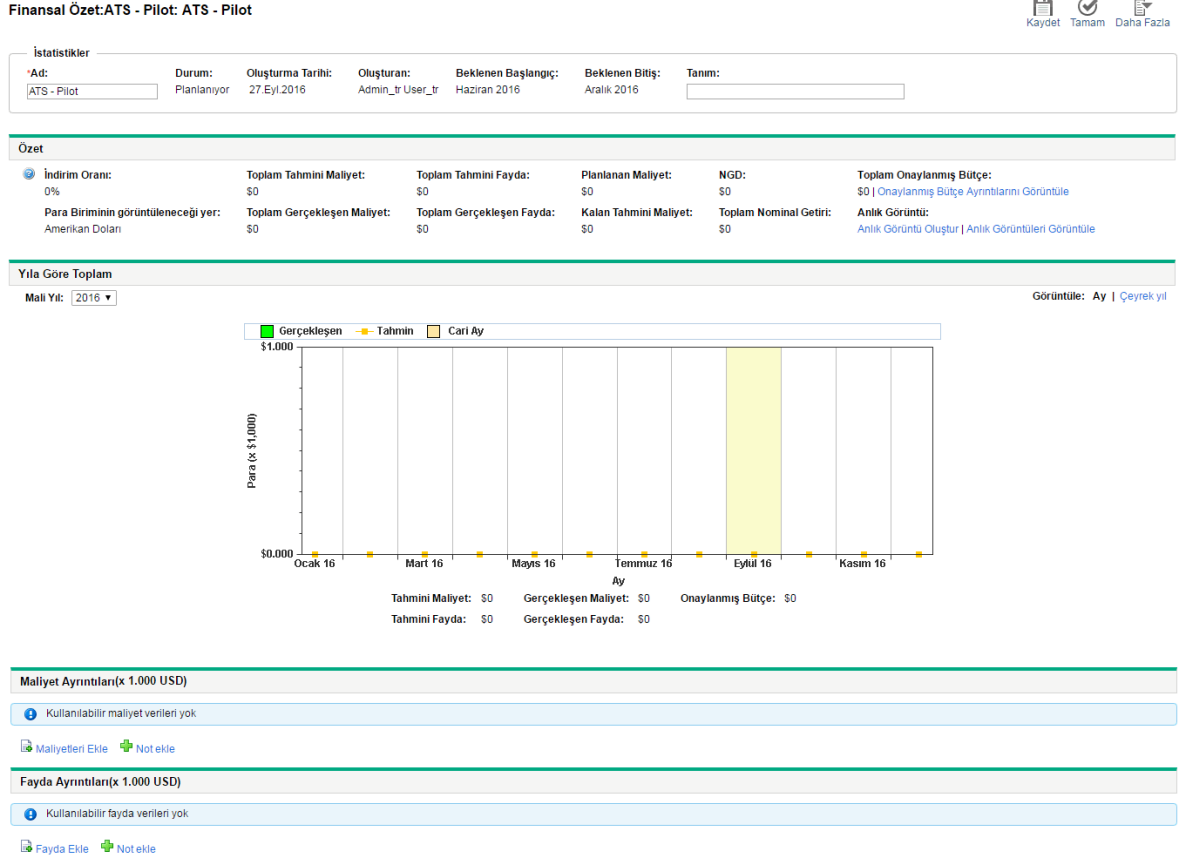 Finansal Özet:ATS - Pilot: ATS - Pilot
Kaydet Tamam Daha Fazla
İstatistikler
*Ad: Durum: Oluşturma Tarihi: Oluşturan: Beklenen Başlangıç: Beklenen Bitiş: Tanım:
ATS - Pilot Planlanıyor 27.Eyl.2016 Admin_tr User_tr Haziran 2016 Aralık 2016
Özet
İndirim Oranı: Toplam Tahmini Maliyet: Toplam Tahmini Fayda: Planlanan Maliyet: NGD: Toplam Onaylanmış Bütçe:
0% $0 $0 $0 $0 $0 | Onaylanmış Bütçe Ayrıntılarını Görüntüle
Para Biriminin görüntüleneceği yer: Toplam Gerçekleşen Maliyet: Toplam Gerçekleşen Fayda: Kalan Tahmini Maliyet: Toplam Nominal Getiri: Anlık Görüntü:
Amerikan Doları $0 $0 $0 $0 Anlık Görüntü Oluştur | Anlık Görüntüleri Görüntüle
Yıla Göre Toplam
Mali Yıl: 2016 Görüntüle: Ay | Çeyrek yıl
Gerçekleşen Tahmin Cari Ay
$1.000
Para (x $1,000)
$0.000
Ocak 16 Mart 16 Mayıs 16 Temmuz 16 Eylül 16 Kasım 16
Ay
Tahmini Maliyet: $0 Gerçekleşen Maliyet: $0 Onaylanmış Bütçe: $0
Tahmini Fayda: $0 Gerçekleşen Fayda: $0
Maliyet Ayrıntıları(x 1.000 USD)
Kullanılabilir maliyet verileri yok
Maliyetleri Ekle Not ekle
Fayda Ayrıntıları(x 1.000 USD)
Kullanılabilir fayda verileri yok
Fayda Ekle Not ekle